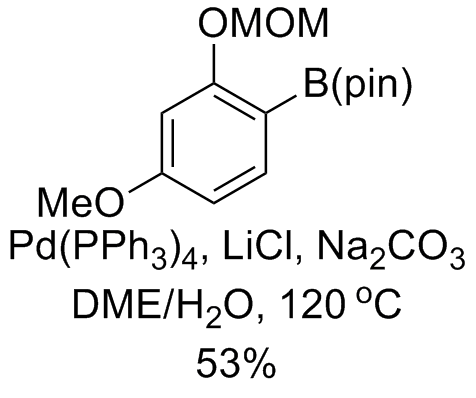 OMOM
B(pin)
MeO
Pd(PPh₃)₄, LiCl, Na₂CO₃
DME/H₂O, 120 °C
53%